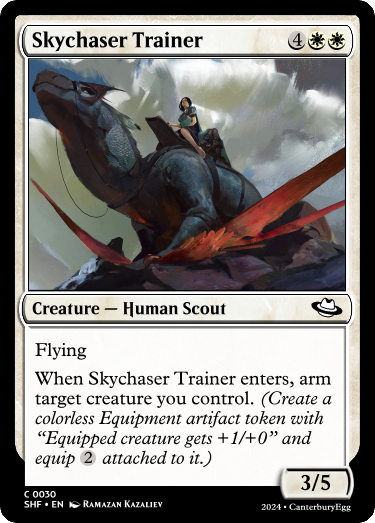 Skychaser Trainer 4
Creature — Human Scout
Flying
When Skychaser Trainer enters, arm
target creature you control. (Create a
colorless Equipment artifact token with
“Equipped creature gets +1/+0” and
equip 2 attached to it.)
3/5
C 0030
SHF • EN Ramazan Kazaliev
2024 • CanterburyEgg